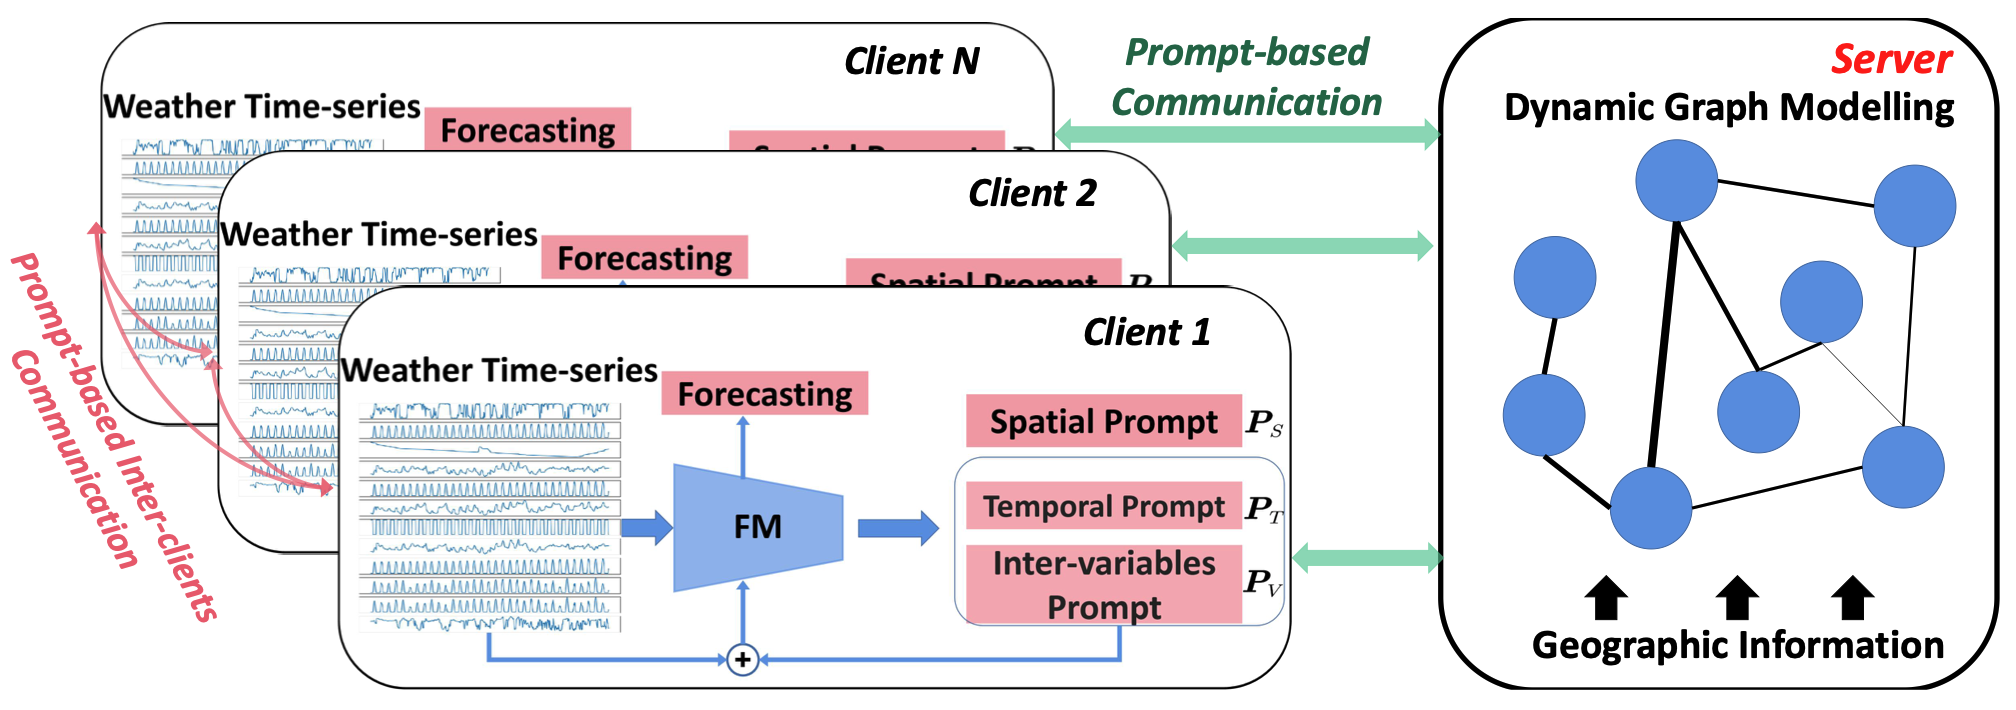 Client N
Weather Time-series
Forecasting
Spatial Prompt
Client 2
Weather Time-series
Forecasting
Spatial Prompt
Client 1
Weather Time-series
Forecasting
FM
+
Spatial Prompt P_S
Temporal Prompt P_T
Inter-variables
Prompt
P_V
Prompt-based Inter-clients
Communication
Prompt-based
Communication
Server
Dynamic Graph Modelling
Geographic Information